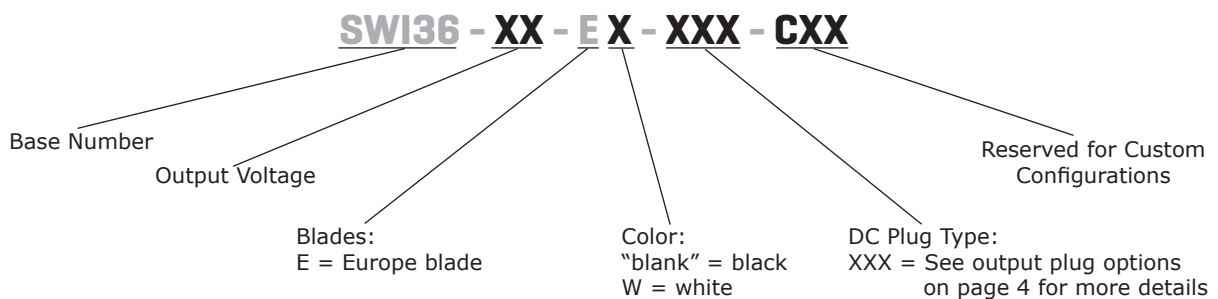 SWI36 - XX - E X - XXX - CXX
Base Number
Output Voltage
Blades:
E = Europe blade
Color:
“blank” = black
W = white
DC Plug Type:
XXX = See output plug options
on page 4 for more details
Reserved for Custom
Configurations